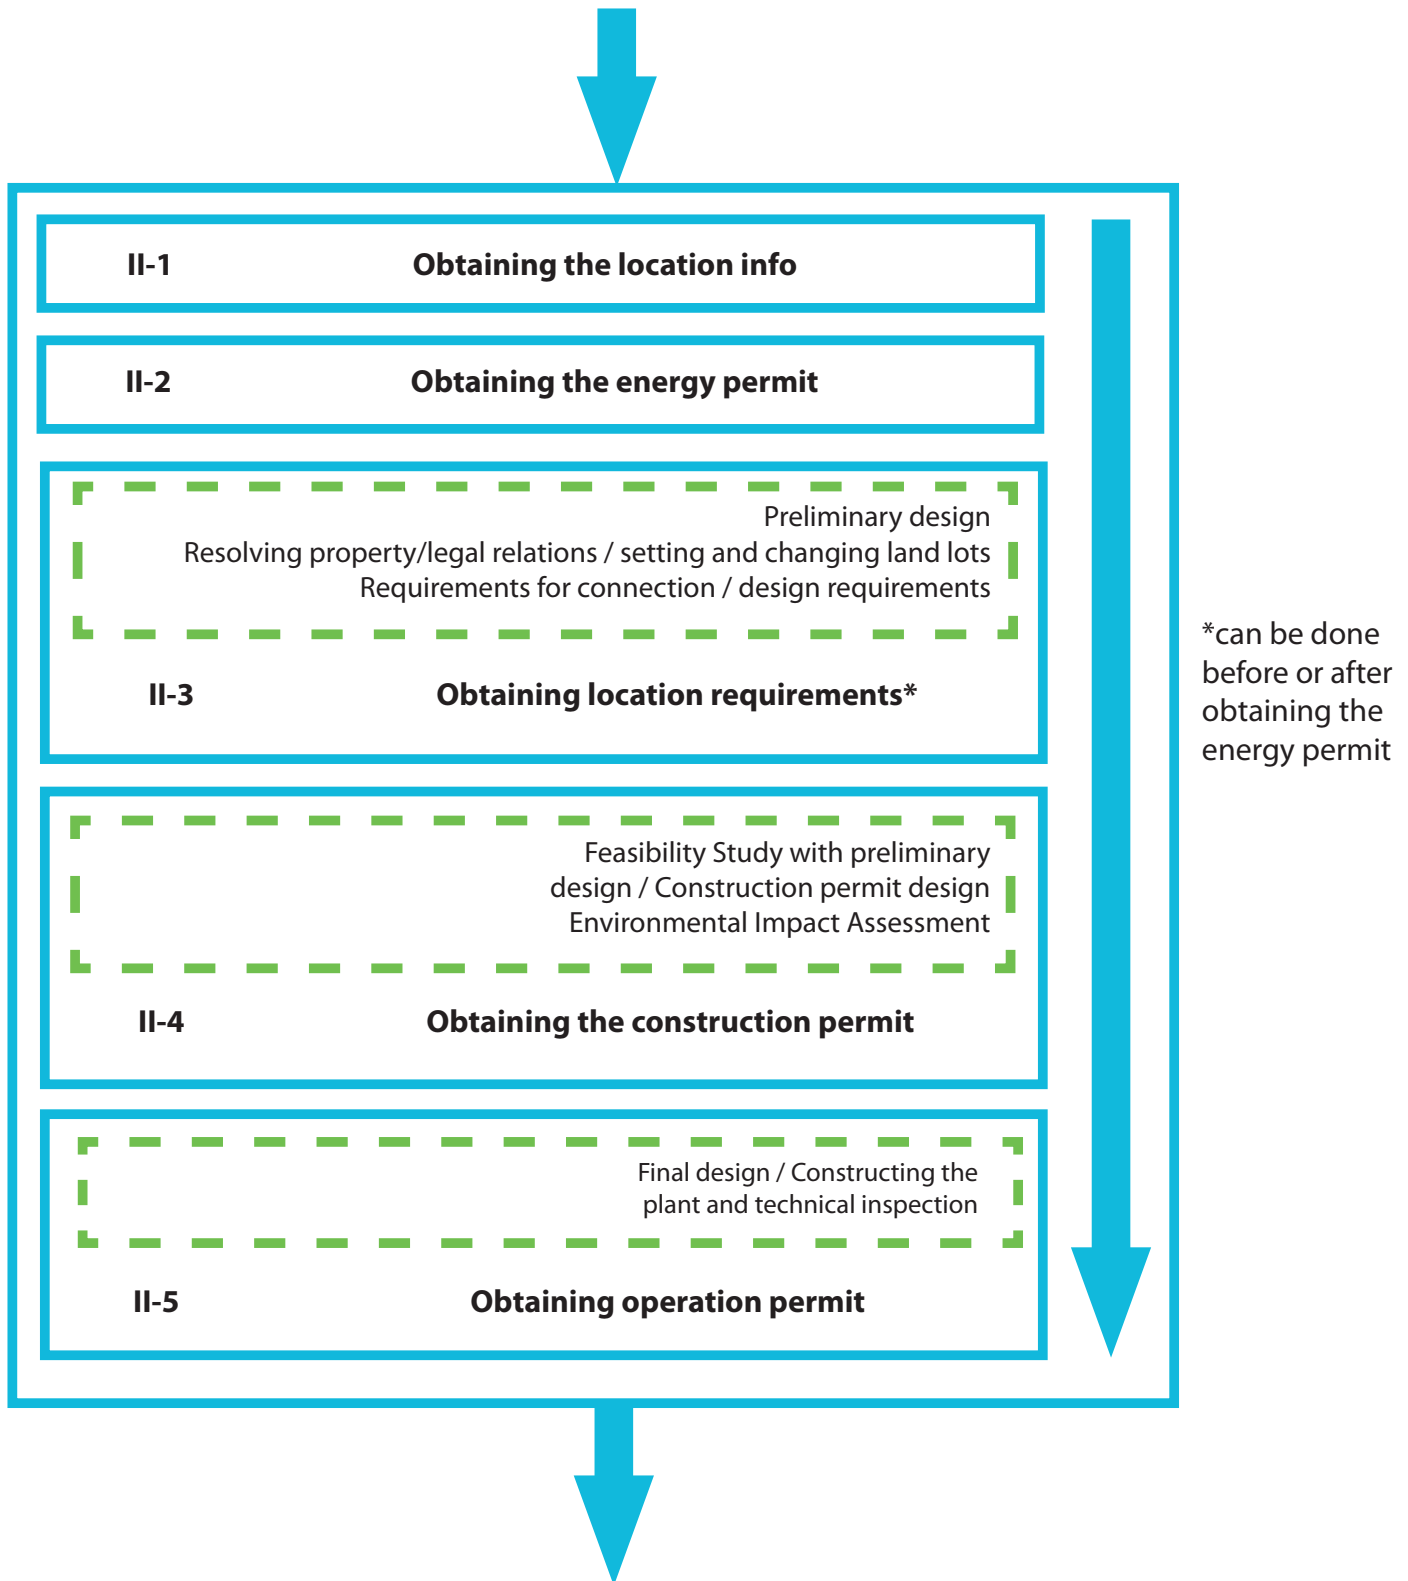 II-1 Obtaining the location info
II-2 Obtaining the energy permit
Preliminary design
Resolving property/legal relations / setting and changing land lots
Requirements for connection / design requirements
II-3 Obtaining location requirements*
*can be done
before or after
obtaining the
energy permit
Feasibility Study with preliminary
design / Construction permit design
Environmental Impact Assessment
II-4 Obtaining the construction permit
Final design / Constructing the
plant and technical inspection
II-5 Obtaining operation permit